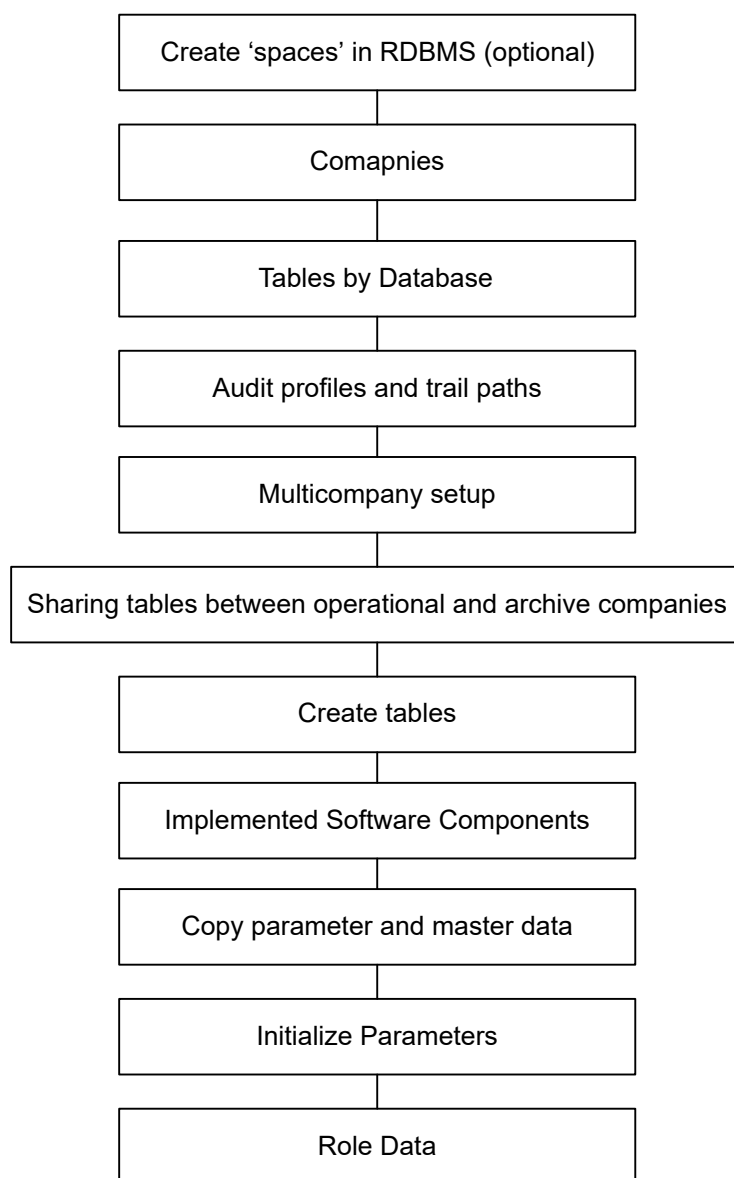 Create ‘spaces’ in RDBMS (optional)
Comapnies
Tables by Database
Audit profiles and trail paths
Multicompany setup
Sharing tables between operational and archive companies
Create tables
Implemented Software Components
Copy parameter and master data
Initialize Parameters
Role Data